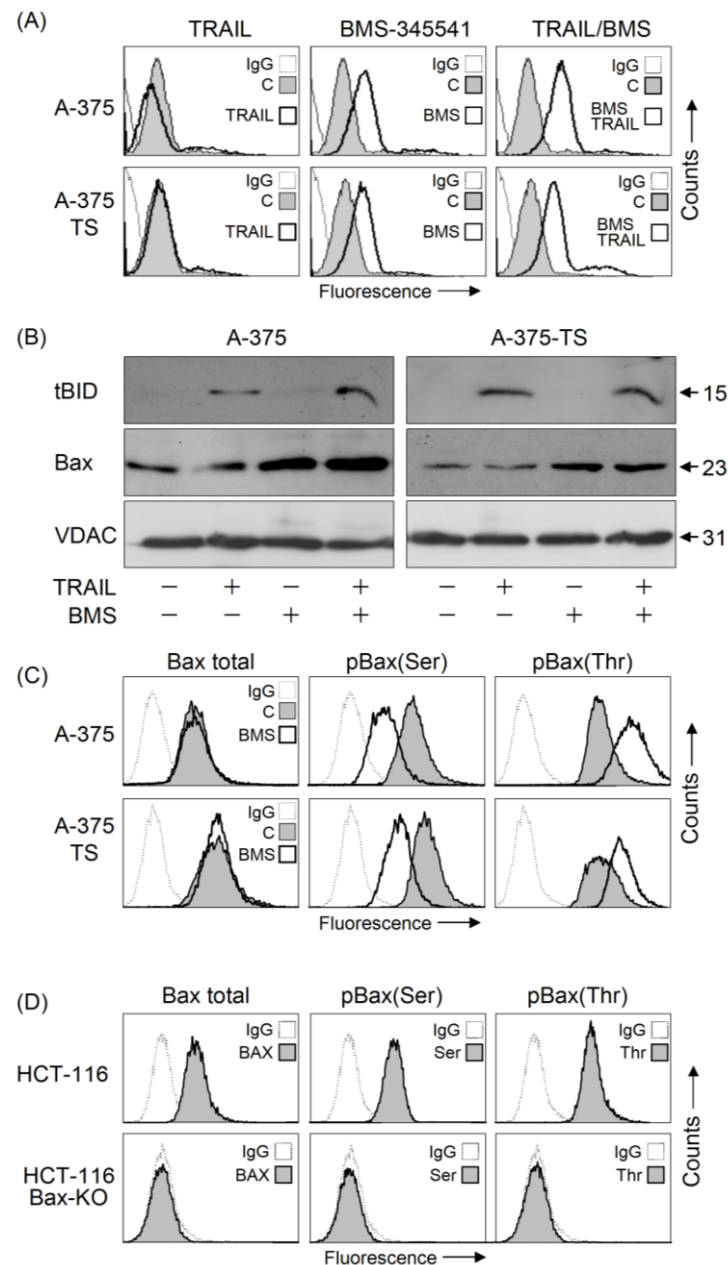 (A)
TRAIL BMS-345541 TRAIL/BMS
A-375
IgG
C
TRAIL
IgG
C
BMS
IgG
C
BMS
TRAIL
A-375
TS
IgG
C
TRAIL
IgG
C
BMS
IgG
C
BMS
TRAIL
Counts
Fluorescence
(B)
A-375 A-375-TS
tBID 15
Bax 23
VDAC 31
TRAIL − + − + − + − +
BMS − − + + − − + +
(C)
Bax total pBax(Ser) pBax(Thr)
A-375
IgG
C
BMS
A-375
TS
IgG
C
BMS
Counts
Fluorescence
(D)
Bax total pBax(Ser) pBax(Thr)
HCT-116
IgG
BAX
IgG
Ser
IgG
Thr
HCT-116
Bax-KO
IgG
BAX
IgG
Ser
IgG
Thr
Counts
Fluorescence